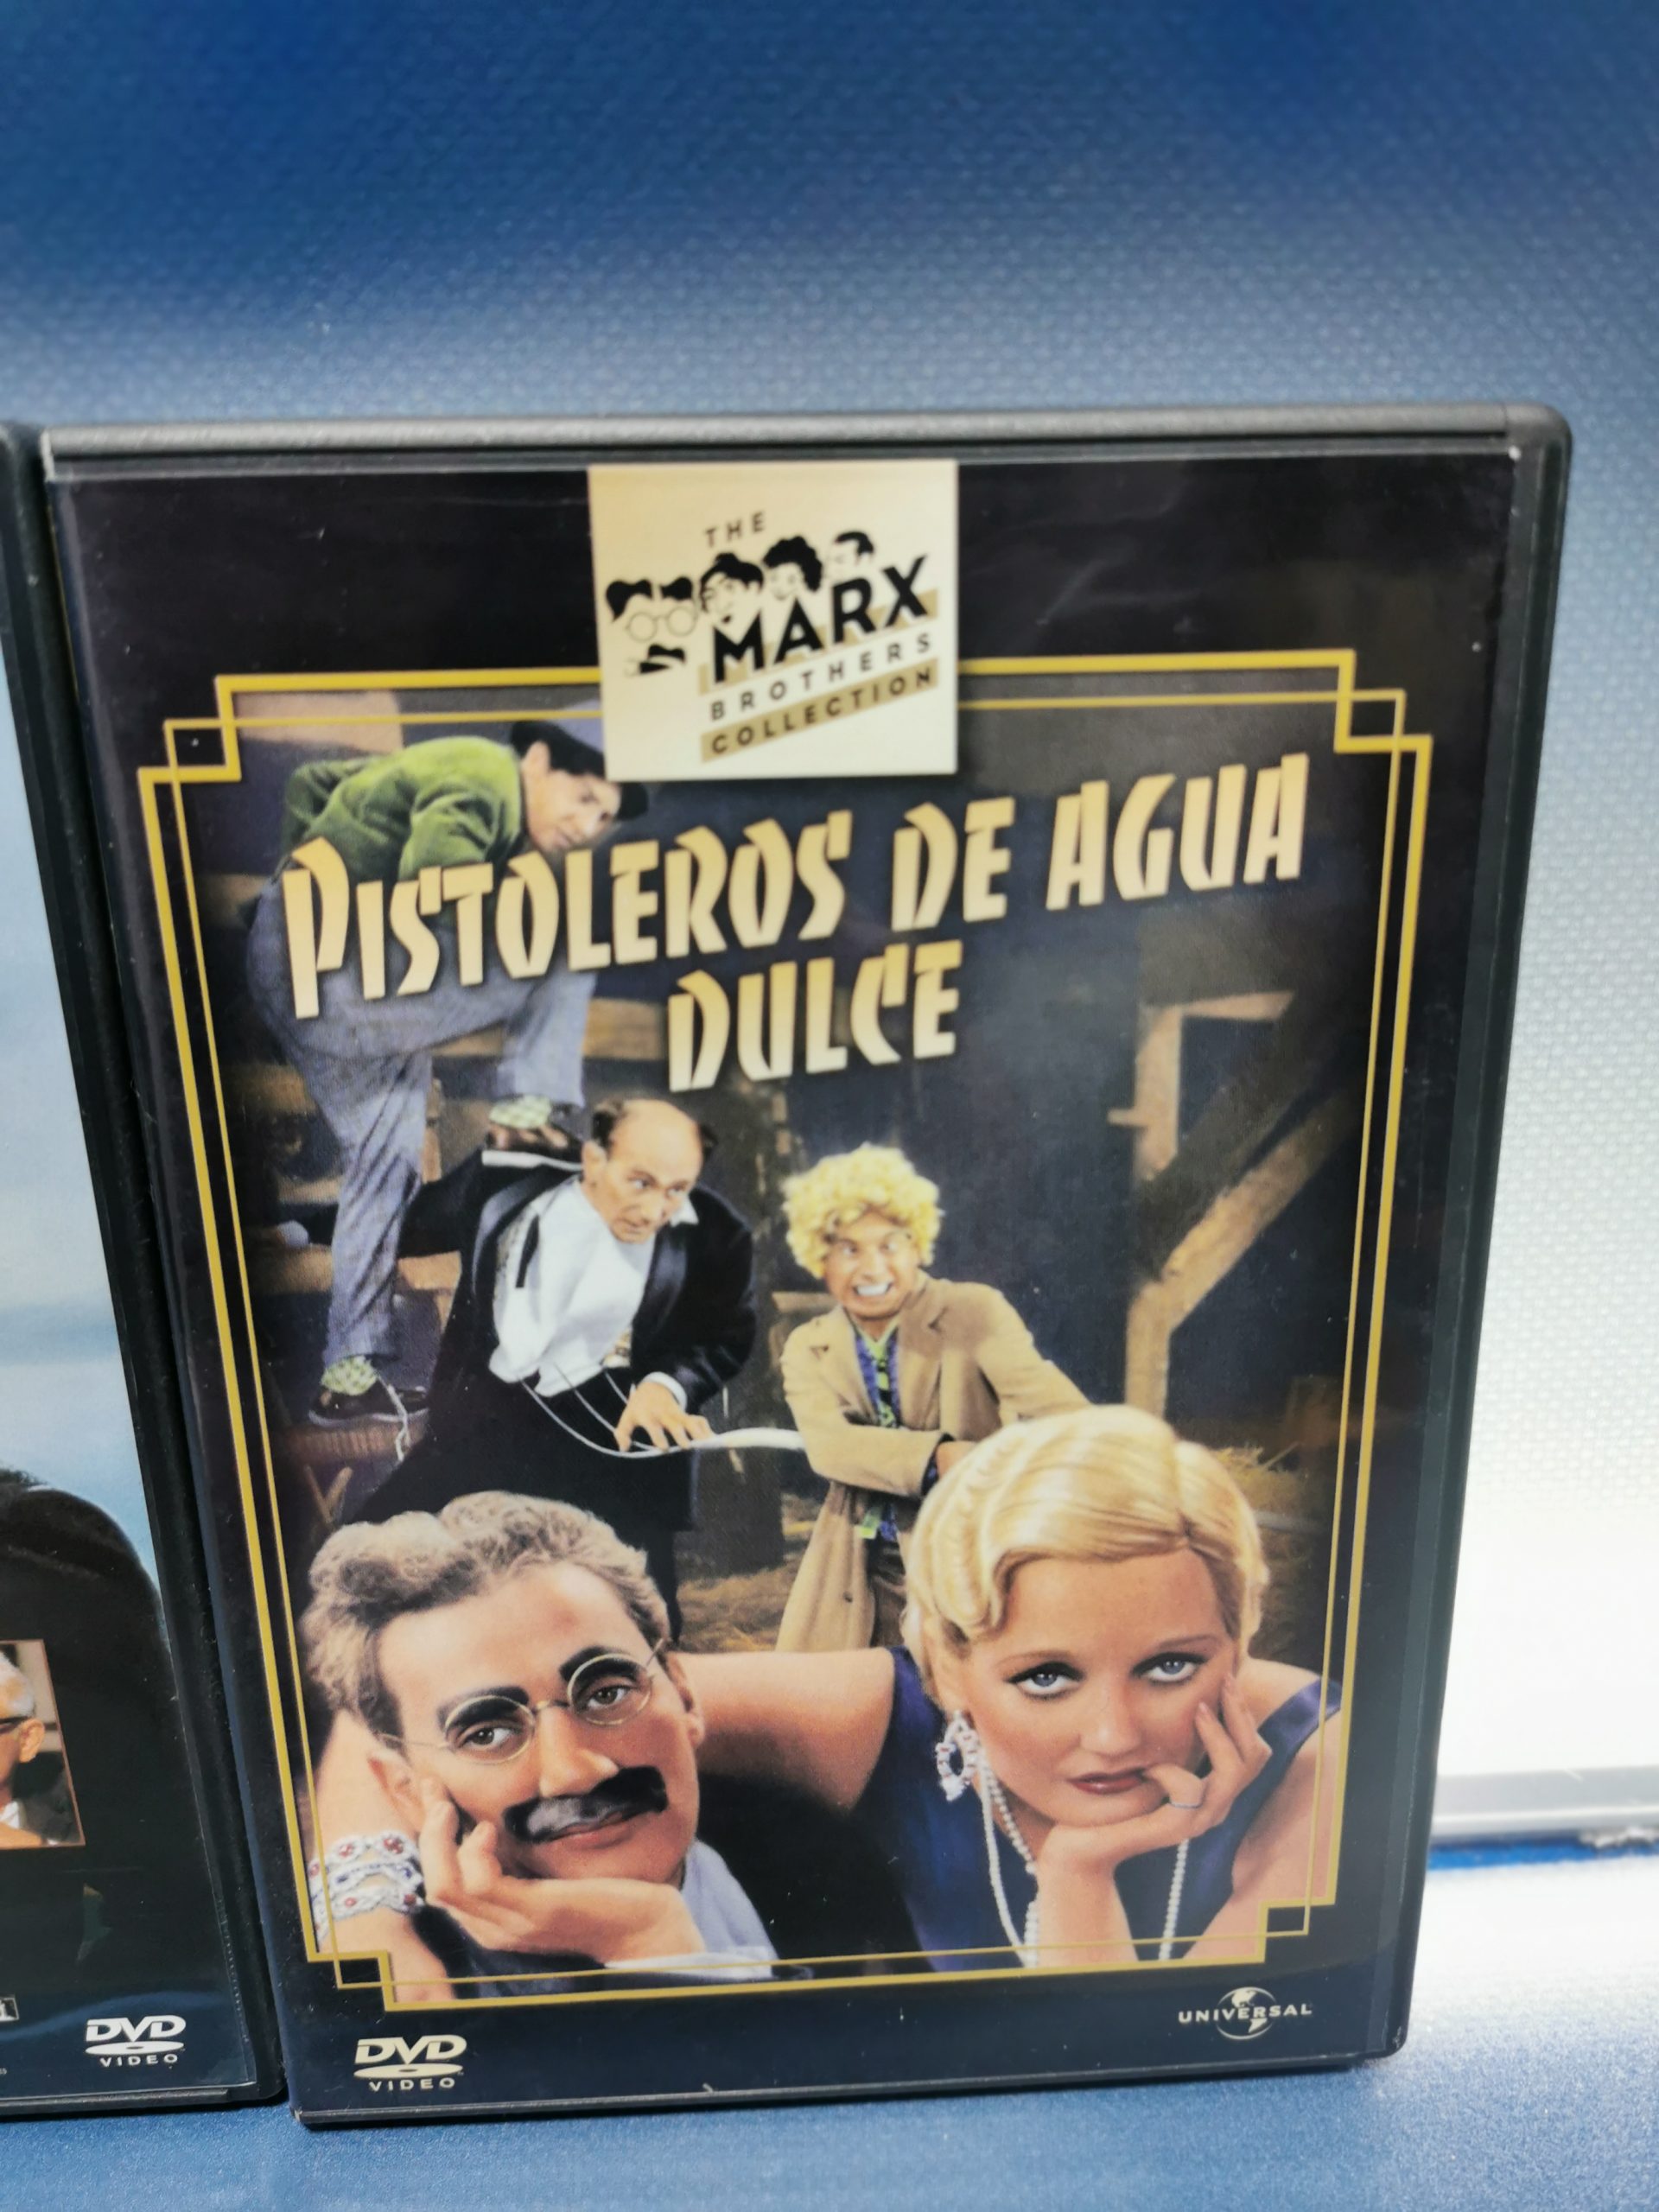 THE
MARX
BROTHERS
COLLECTION
PISTOLEROS DE AGUA
DULCE
DVD
VIDEO
UNIVERSAL
DVD
VIDEO